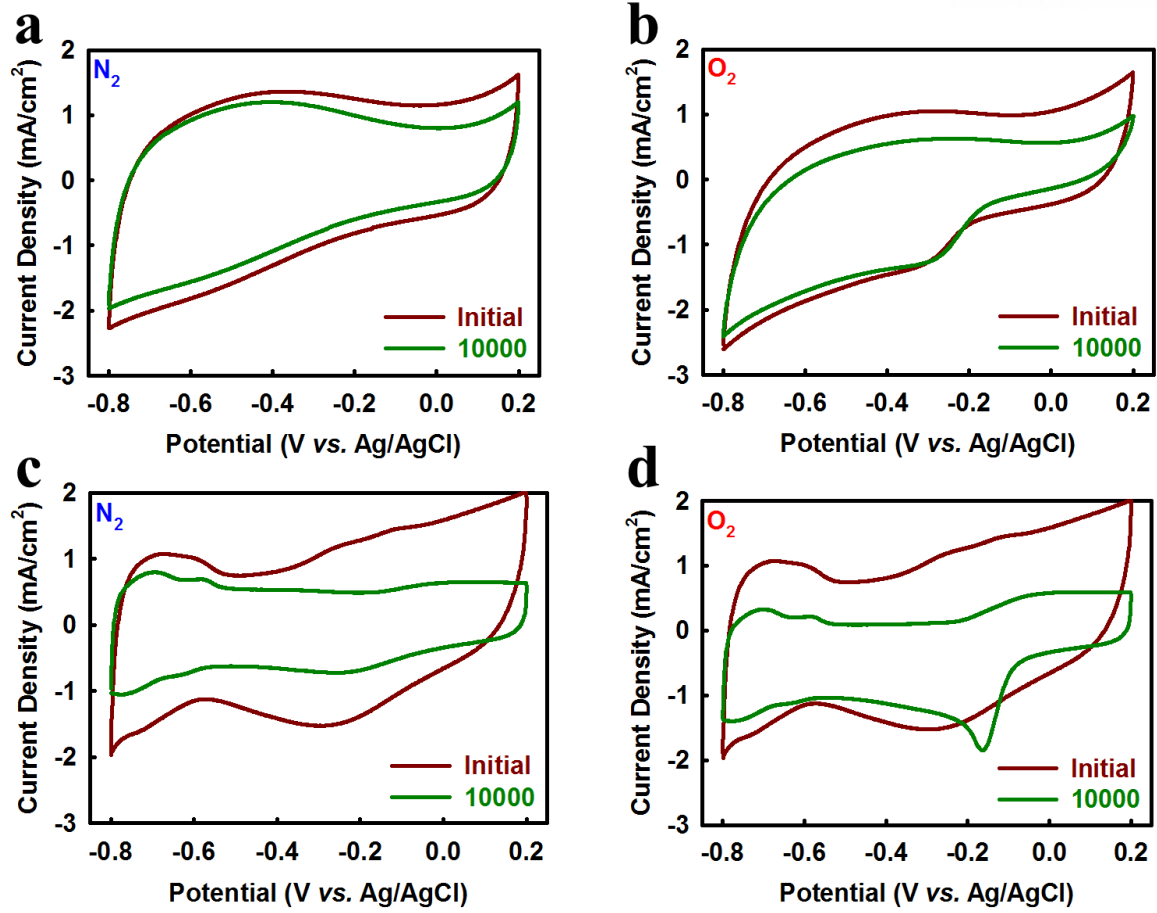 a
N2
Current Density (mA/cm2)
2
1
0
-1
-2
-3
Initial
10000
-0.8 -0.6 -0.4 -0.2 0.0 0.2
Potential (V vs. Ag/AgCl)
b
O2
Current Density (mA/cm2)
2
1
0
-1
-2
-3
Initial
10000
-0.8 -0.6 -0.4 -0.2 0.0 0.2
Potential (V vs. Ag/AgCl)
c
N2
Current Density (mA/cm2)
2
1
0
-1
-2
-3
Initial
10000
-0.8 -0.6 -0.4 -0.2 0.0 0.2
Potential (V vs. Ag/AgCl)
d
O2
Current Density (mA/cm2)
2
1
0
-1
-2
-3
Initial
10000
-0.8 -0.6 -0.4 -0.2 0.0 0.2
Potential (V vs. Ag/AgCl)